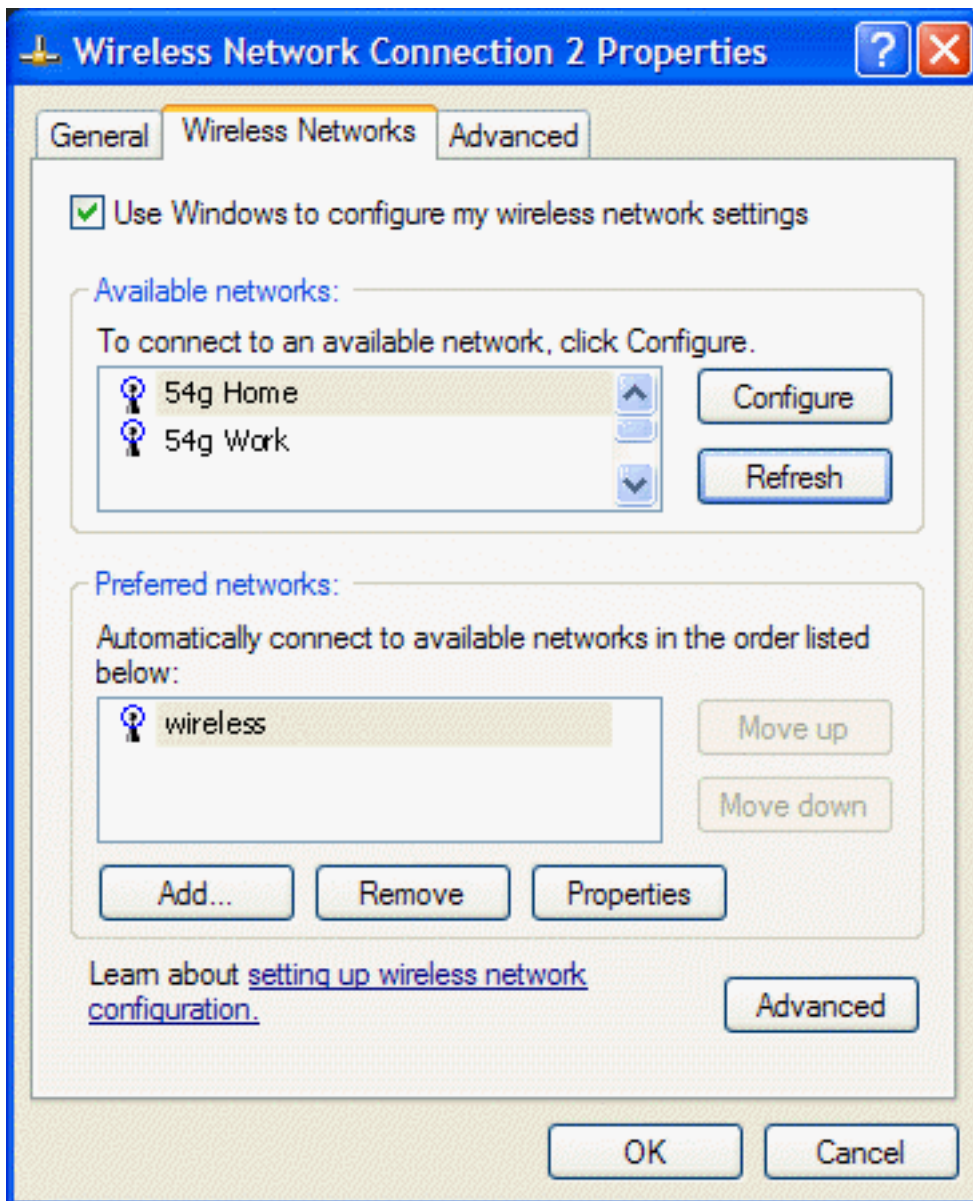 Wireless Network Connection 2 Properties
General
Wireless Networks
Advanced
Use Windows to configure my wireless network settings
Available networks:
To connect to an available network, click Configure.
54g Home
54g Work
Configure
Refresh
Preferred networks:
Automatically connect to available networks in the order listed
below:
wireless
Move up
Move down
Add...
Remove
Properties
Learn about setting up wireless network
configuration.
Advanced
OK
Cancel